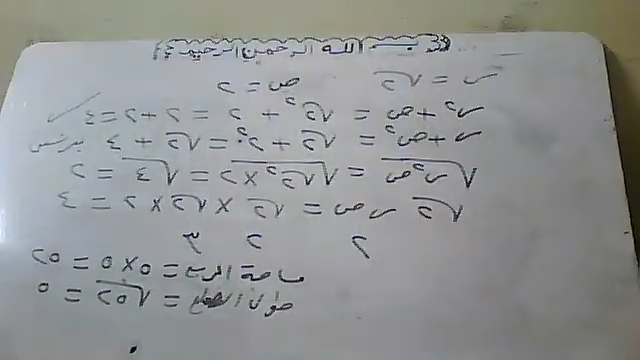 بسم الله الرحمن الرحيم
س = √٢ ص = ٢
س² + ص = √٢² + ٢ = ٢ + ٢ = ٤
س + ص² = √٢ + ٢² = √٢ + ٤
√س²ص = √√٢²×٢ = √٤ = ٢
√٢ س ص = √٢ × √٢ × ٢ = ٤
٢ ٢ ٣
مساحة المربع = ٥×٥ = ٢٥
طول الضلع = √٢٥ = ٥